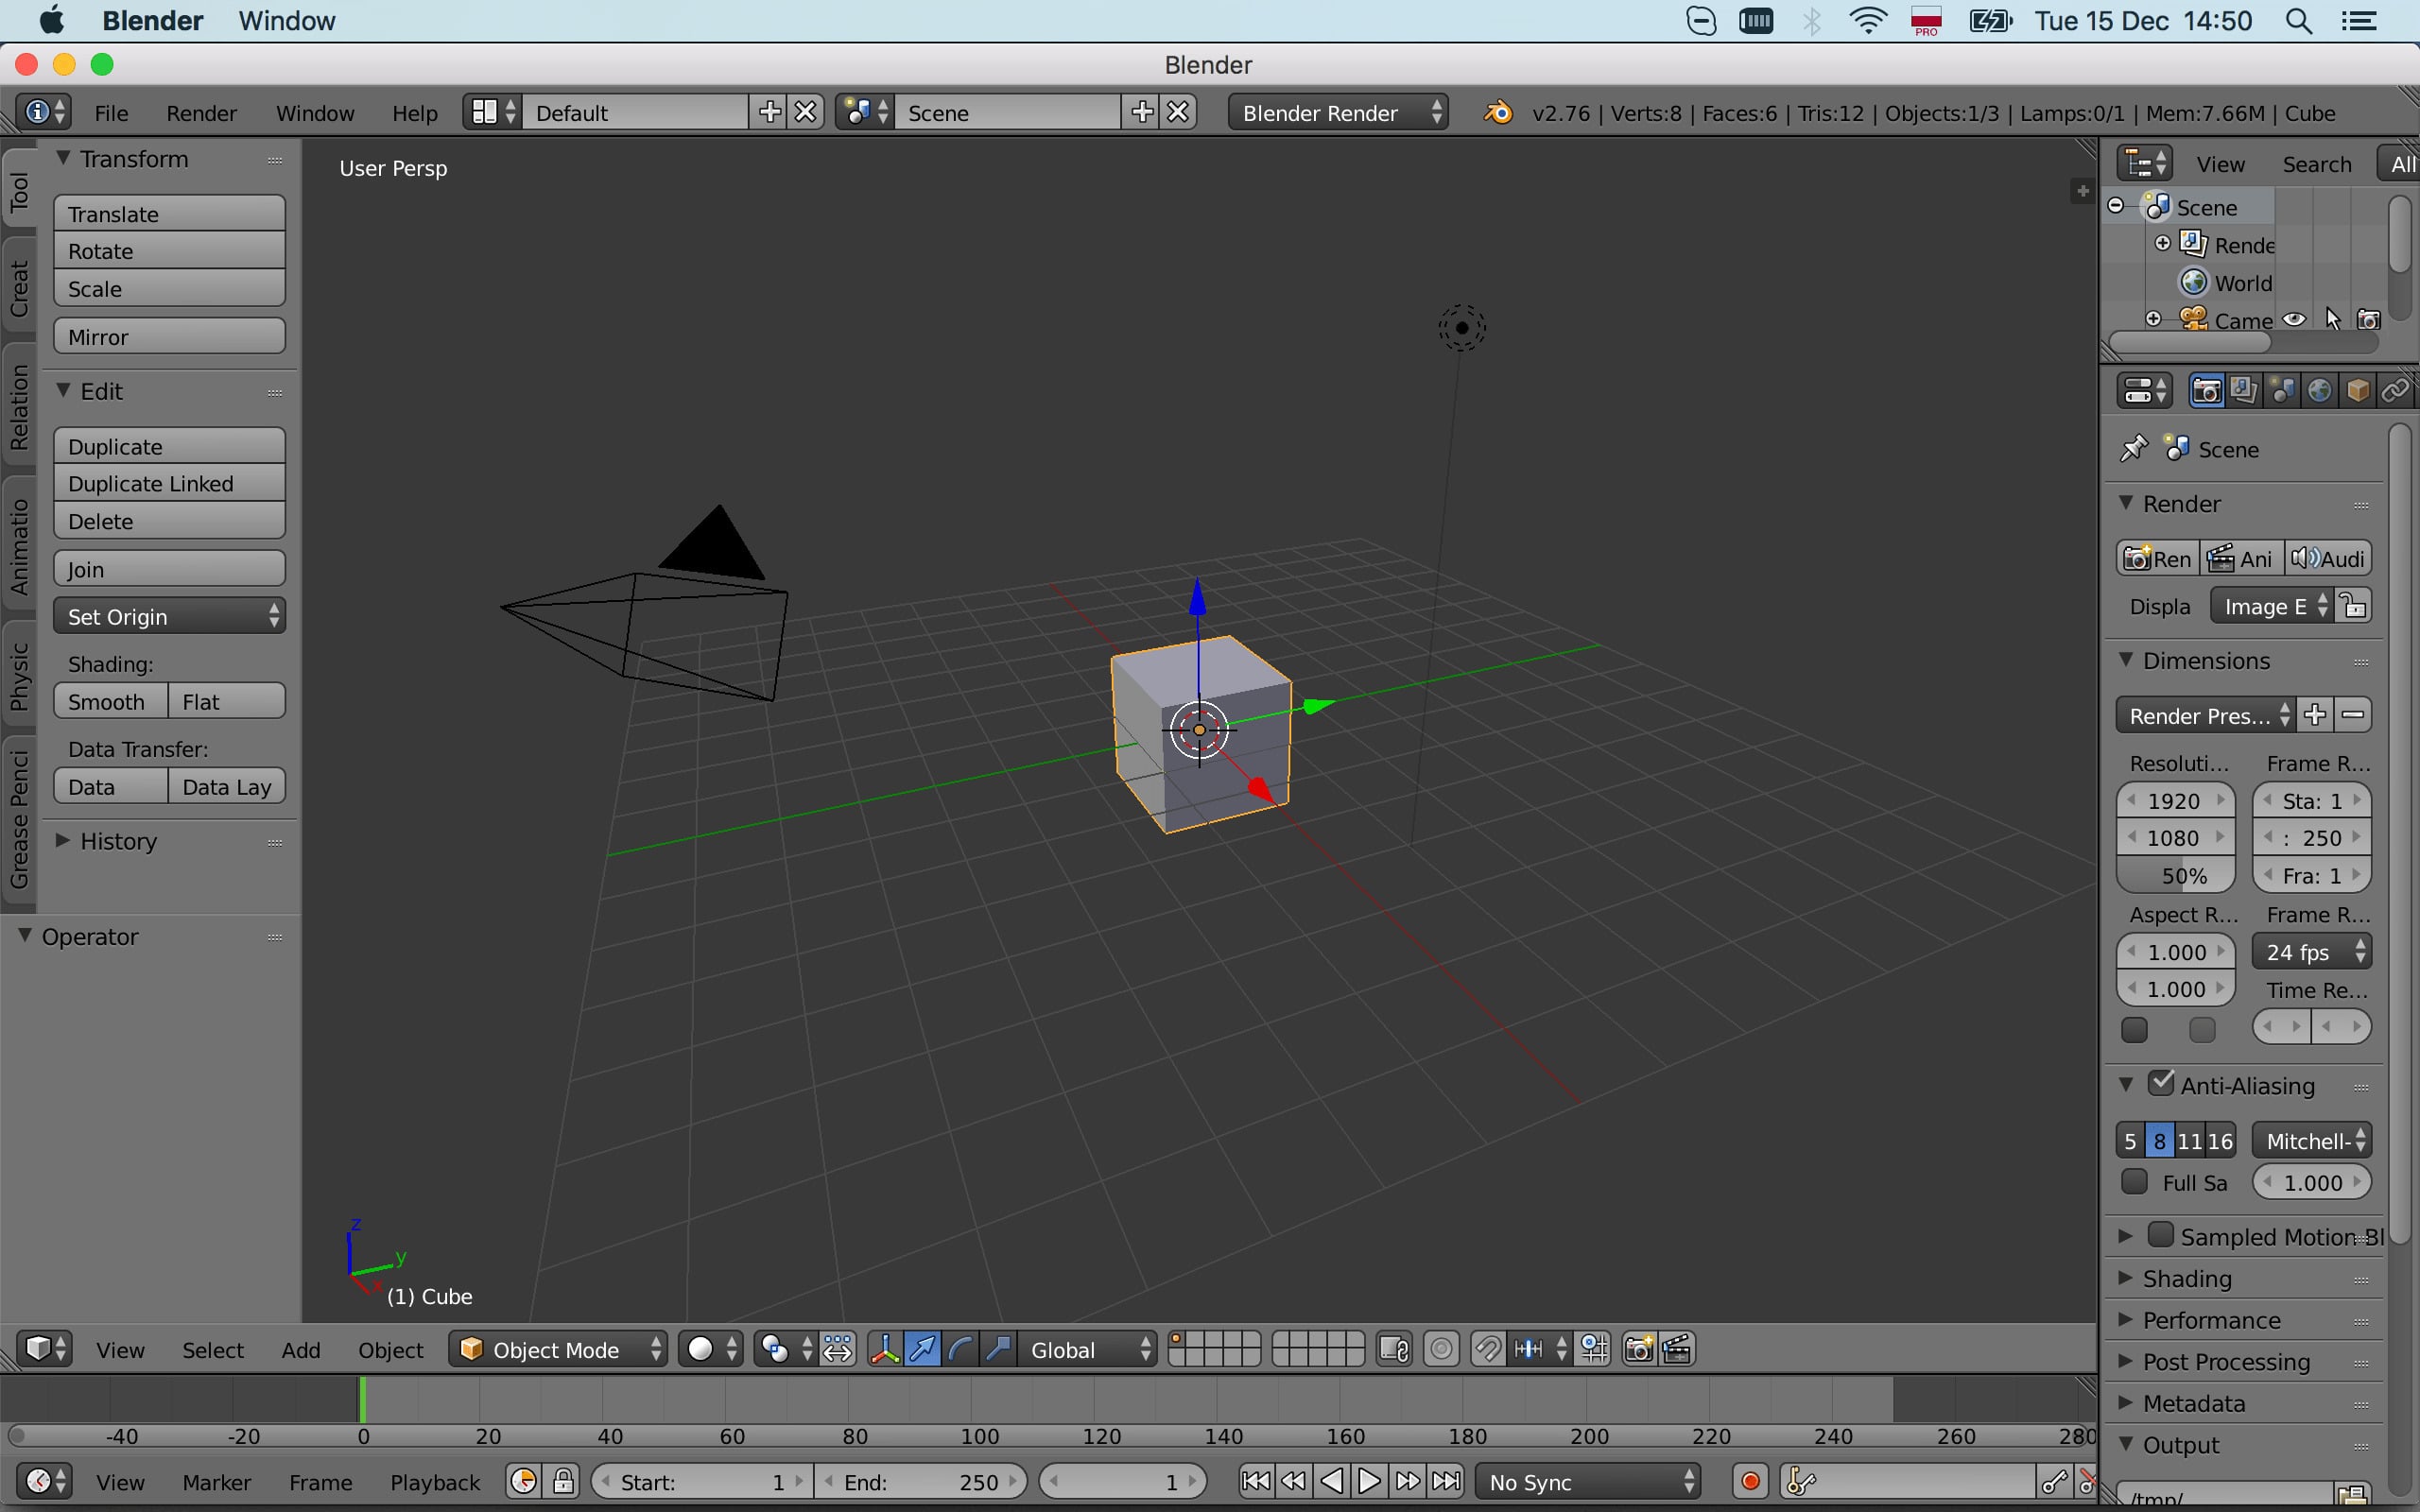 Blender Window PRO Tue 15 Dec 14:50
Blender
File Render Window Help Default Scene Blender Render v2.76 | Verts:8 | Faces:6 | Tris:12 | Objects:1/3 | Lamps:0/1 | Mem:7.66M | Cube
Tool
Creat
Relation
Animatio
Physic
Grease Penci
Transform
Translate
Rotate
Scale
Mirror
Edit
Duplicate
Duplicate Linked
Delete
Join
Set Origin
Shading:
Smooth Flat
Data Transfer:
Data Data Lay
History
Operator
User Persp
z
y
x
(1) Cube
View Search All
Scene
Rende
World
Came
Scene
Render
Ren Ani Audi
Displa Image E
Dimensions
Render Pres...
Resoluti... Frame R...
1920 Sta: 1
1080 : 250
50% Fra: 1
Aspect R... Frame R...
1.000 24 fps
1.000 Time Re...
Anti-Aliasing
5 8 11 16 Mitchell-
Full Sa 1.000
Sampled Motion Bl
Shading
Performance
Post Processing
Metadata
Output
/tmp/
View Select Add Object Object Mode Global
-40 -20 0 20 40 60 80 100 120 140 160 180 200 220 240 260 280
View Marker Frame Playback Start: 1 End: 250 1 No Sync